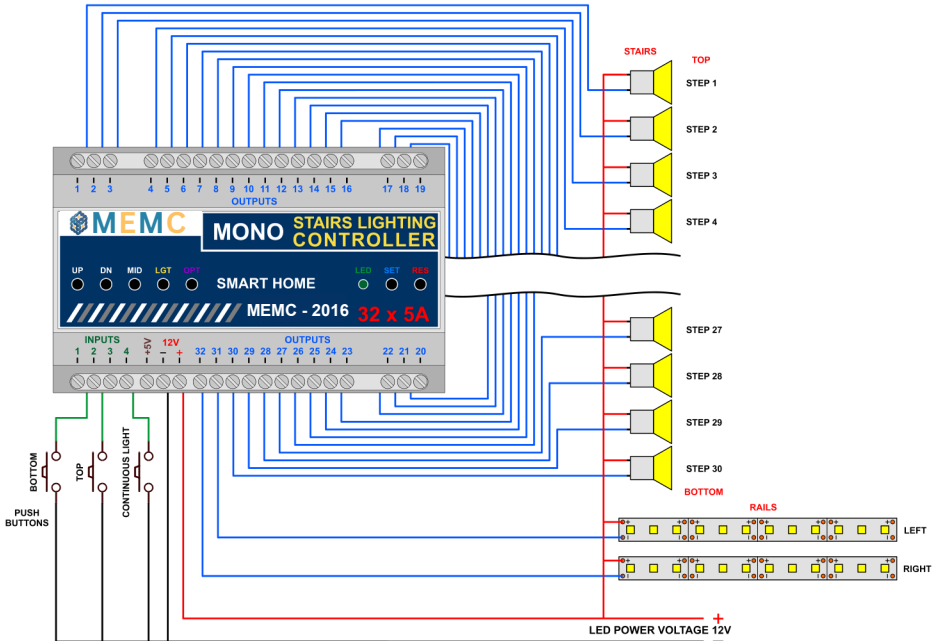 STAIRS
TOP
STEP 1
STEP 2
STEP 3
STEP 4
1 2 3 4 5 6 7 8 9 10 11 12 13 14 15 16 17 18 19
OUTPUTS
MEMC
MONO
STAIRS LIGHTING
CONTROLLER
UP DN MID LGT OPT
SMART HOME
LED SET RES
MEMC - 2016
32 x 5A
INPUTS
1 2 3 4
+5V
12V
− +
OUTPUTS
32 31 30 29 28 27 26 25 24 23 22 21 20
STEP 27
STEP 28
STEP 29
STEP 30
BOTTOM
RAILS
BOTTOM
TOP
CONTINUOUS LIGHT
PUSH
BUTTONS
LEFT
RIGHT
LED POWER VOLTAGE 12V
+
−